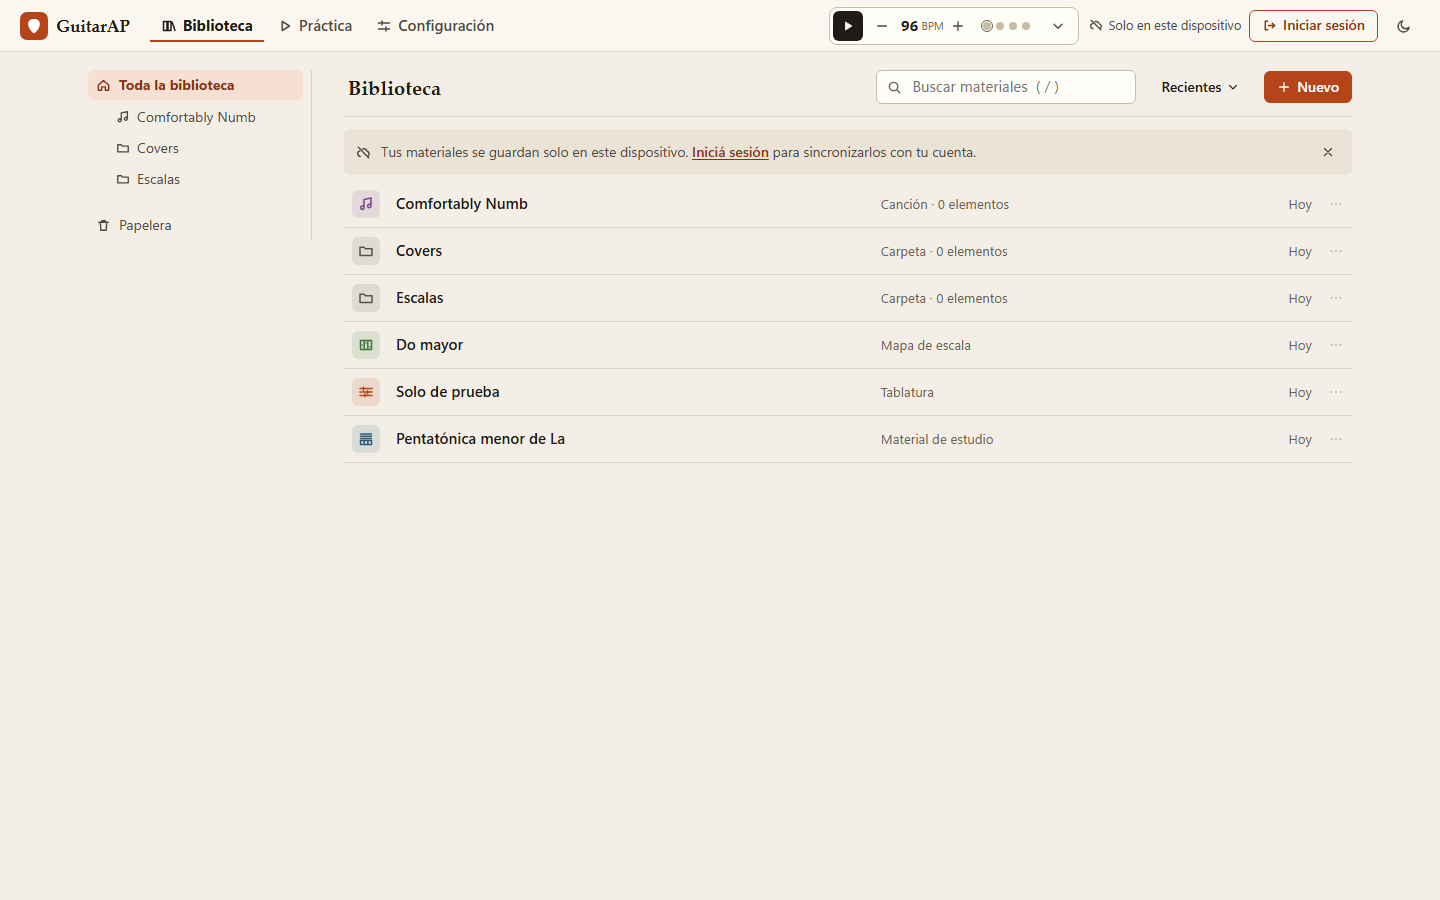 GuitarAP Biblioteca Práctica Configuración 96 BPM Solo en este dispositivo Iniciar sesión
Toda la biblioteca
Comfortably Numb
Covers
Escalas
Papelera
Biblioteca Buscar materiales ( / ) Recientes Nuevo
Tus materiales se guardan solo en este dispositivo. Iniciá sesión para sincronizarlos con tu cuenta.
Comfortably Numb Canción · 0 elementos Hoy
Covers Carpeta · 0 elementos Hoy
Escalas Carpeta · 0 elementos Hoy
Do mayor Mapa de escala Hoy
Solo de prueba Tablatura Hoy
Pentatónica menor de La Material de estudio Hoy